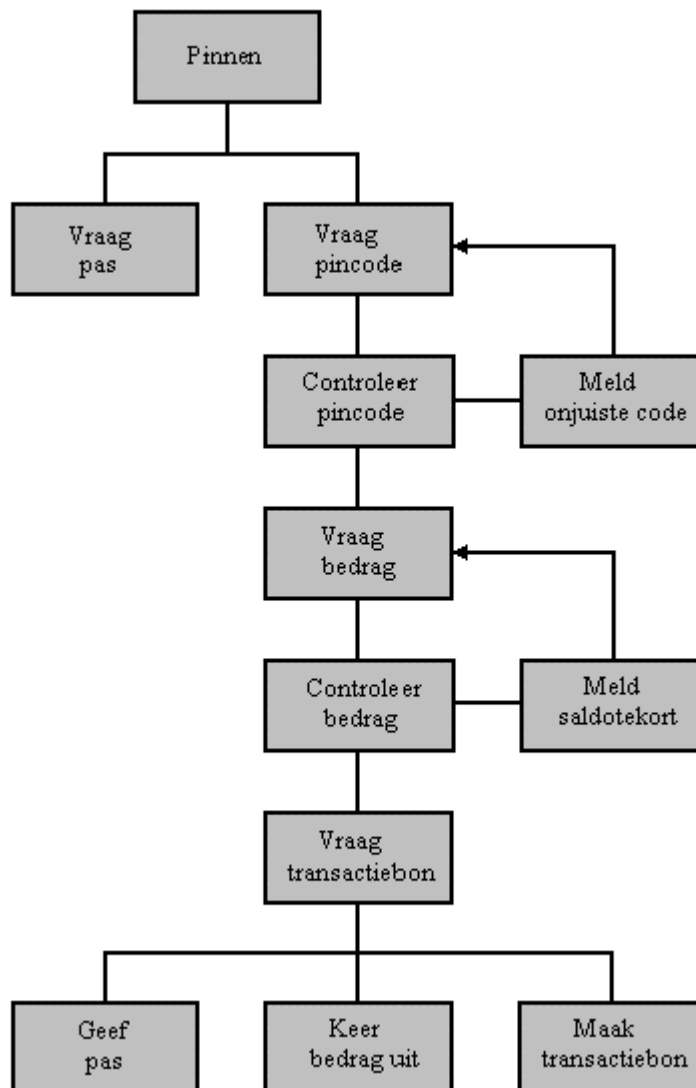 Pinnen
Vraag
pas
Vraag
pincode
Controleer
pincode
Meld
onjuiste code
Vraag
bedrag
Controleer
bedrag
Meld
saldotekort
Vraag
transactiebon
Geef
pas
Keer
bedrag uit
Maak
transactiebon